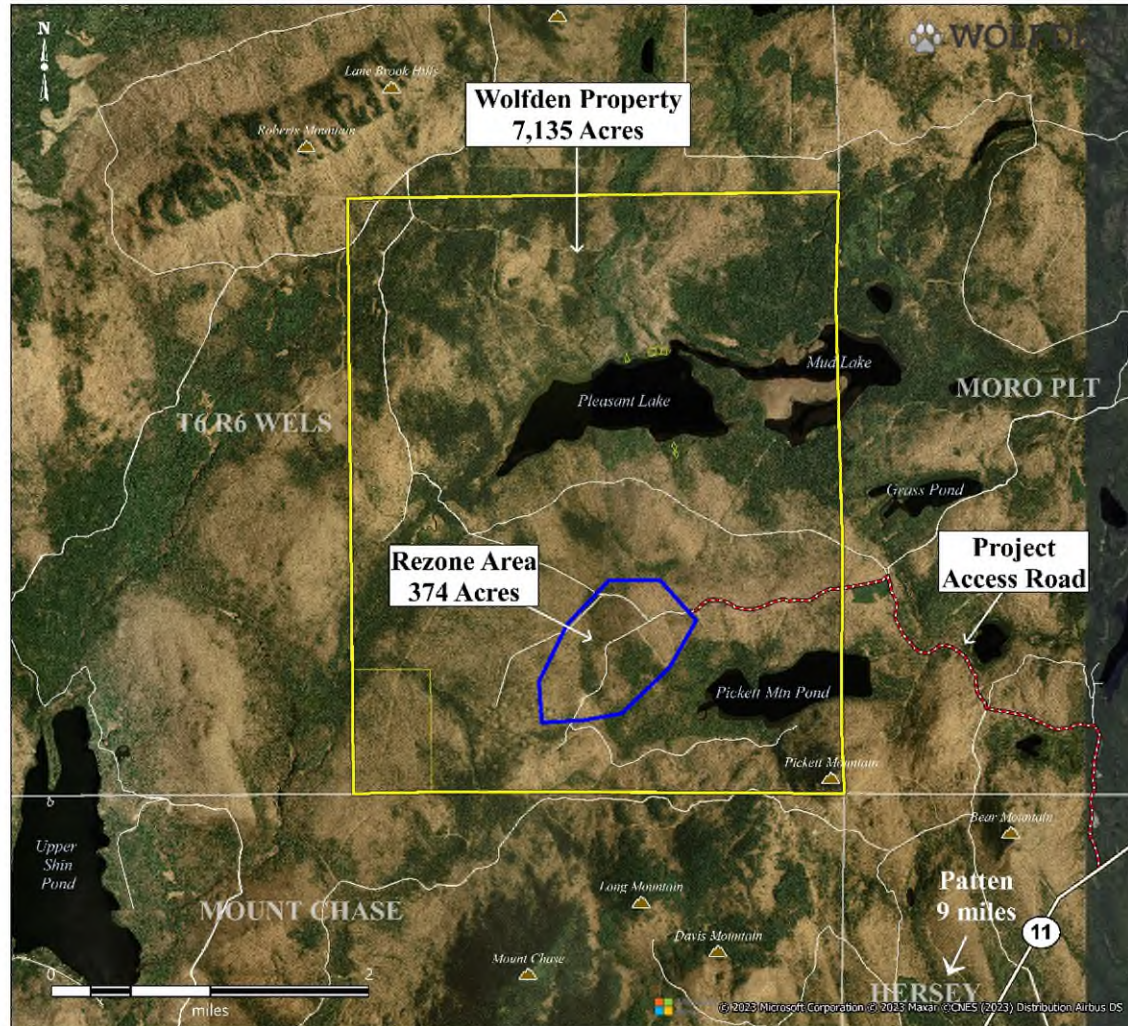 N
WOLFDEN
Lane Brook Hills
Roberts Mountain
Wolfden Property
7,135 Acres
Mud Lake
Pleasant Lake
MORO PLT
T6 R6 WELS
Grass Pond
Rezone Area
374 Acres
Project
Access Road
Pickett Mtn Pond
Pickett Mountain
Bear Mountain
Upper
Shin
Pond
Long Mountain
Patten
9 miles
MOUNT CHASE
11
Davis Mountain
Mount Chase
HERSEY
0 2
miles
© 2023 Microsoft Corporation © 2023 Maxar ©CNES (2023) Distribution Airbus DS